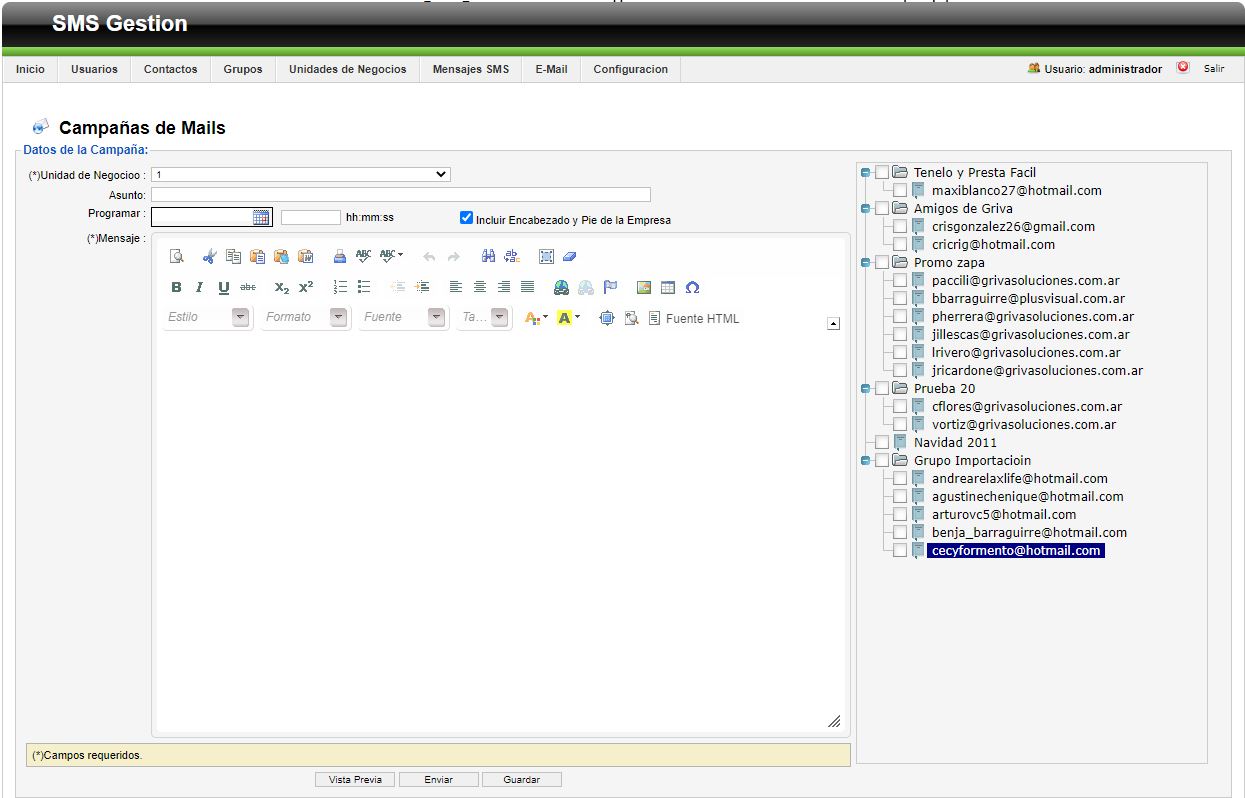 SMS Gestion
Inicio Usuarios Contactos Grupos Unidades de Negocios Mensajes SMS E-Mail Configuracion Usuario: administrador Salir
Campañas de Mails
Datos de la Campaña:
(*)Unidad de Negocioo : 1
Asunto:
Programar : hh:mm:ss Incluir Encabezado y Pie de la Empresa
(*)Mensaje :
ABC ABC
B I U abc X2 X2
Estilo Formato Fuente Ta... A A Fuente HTML
(*)Campos requeridos.
Vista Previa Enviar Guardar
Tenelo y Presta Facil
maxiblanco27@hotmail.com
Amigos de Griva
crisgonzalez26@gmail.com
cricrig@hotmail.com
Promo zapa
paccili@grivasoluciones.com.ar
bbarraguirre@plusvisual.com.ar
pherrera@grivasoluciones.com.ar
jillescas@grivasoluciones.com.ar
lrivero@grivasoluciones.com.ar
jricardone@grivasoluciones.com.ar
Prueba 20
cflores@grivasoluciones.com.ar
vortiz@grivasoluciones.com.ar
Navidad 2011
Grupo Importacioin
andrearelaxlife@hotmail.com
agustinechenique@hotmail.com
arturovc5@hotmail.com
benja_barraguirre@hotmail.com
cecyformento@hotmail.com